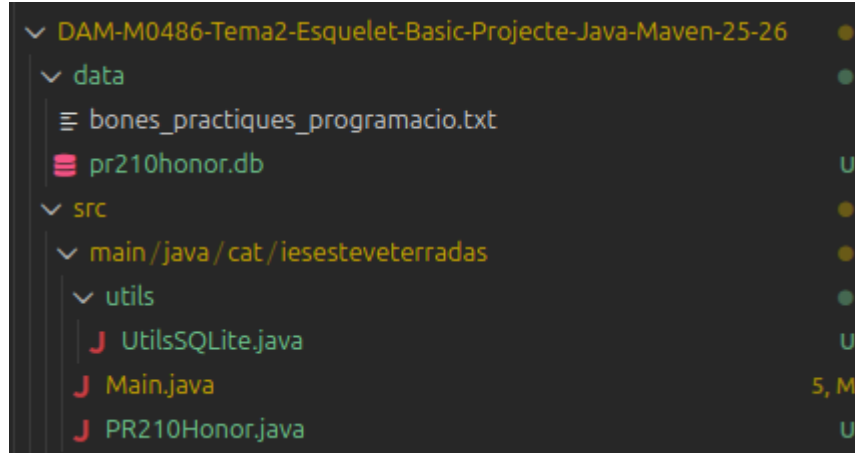 DAM-M0486-Tema2-Esquelet-Basic-Projecte-Java-Maven-25-26
data
bones_practiques_programacio.txt
pr210honor.db U
src
main/java/cat/iesesteveterradas
utils
J UtilsSQLite.java U
J Main.java 5, M
J PR210Honor.java U